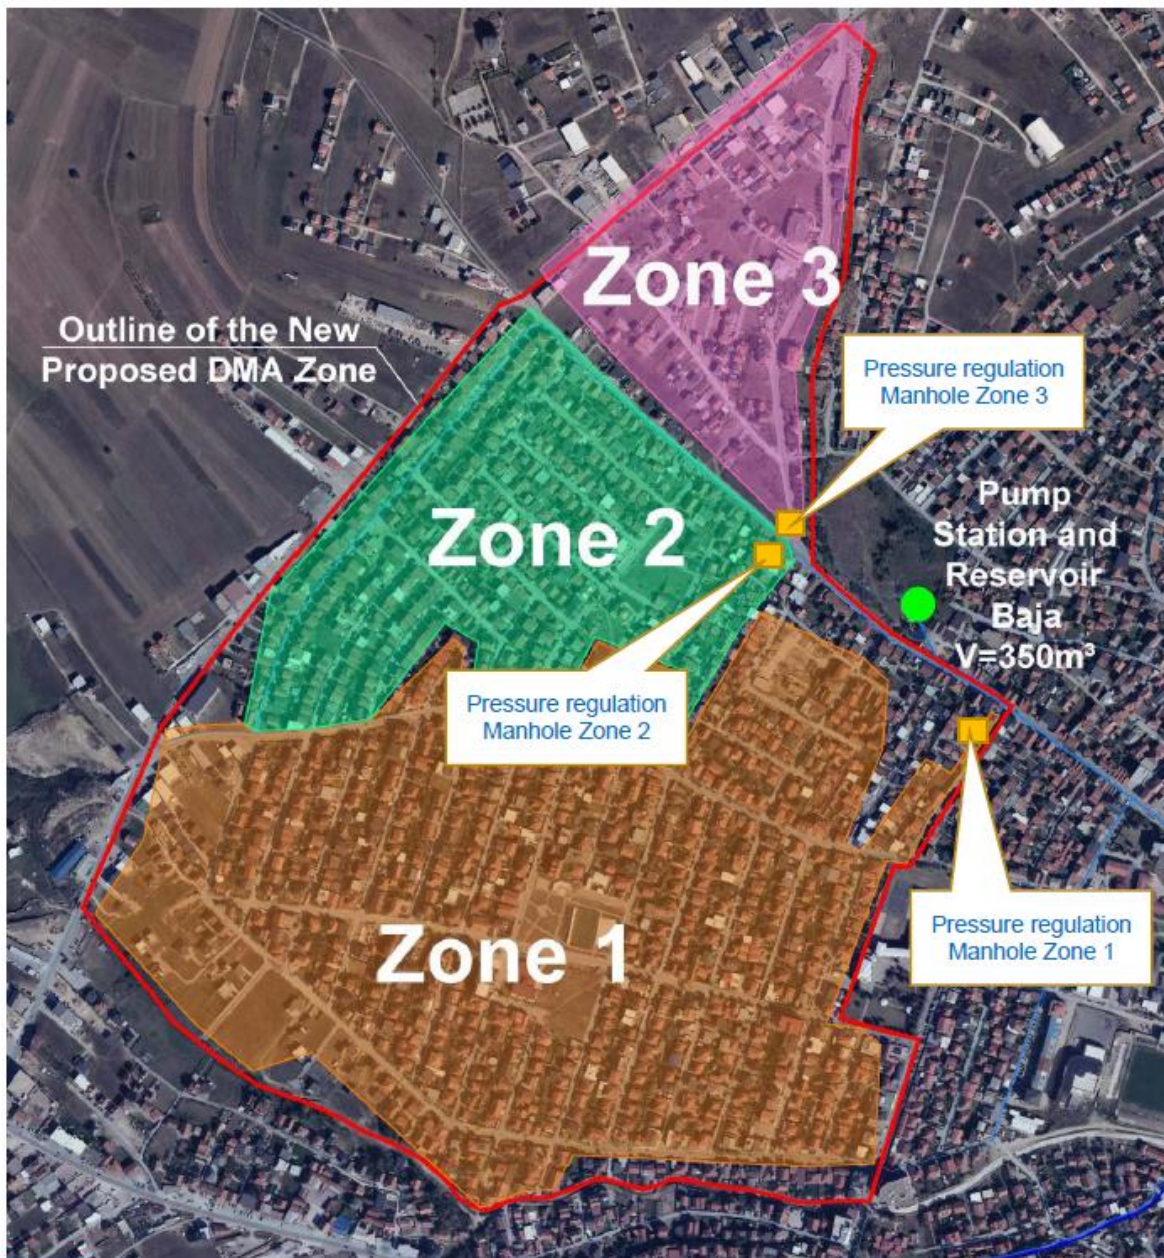 Zone 3
Outline of the New
Proposed DMA Zone
Pressure regulation
Manhole Zone 3
Pump
Station and
Reservoir
Baja
V=350m³
Zone 2
Pressure regulation
Manhole Zone 2
Zone 1
Pressure regulation
Manhole Zone 1